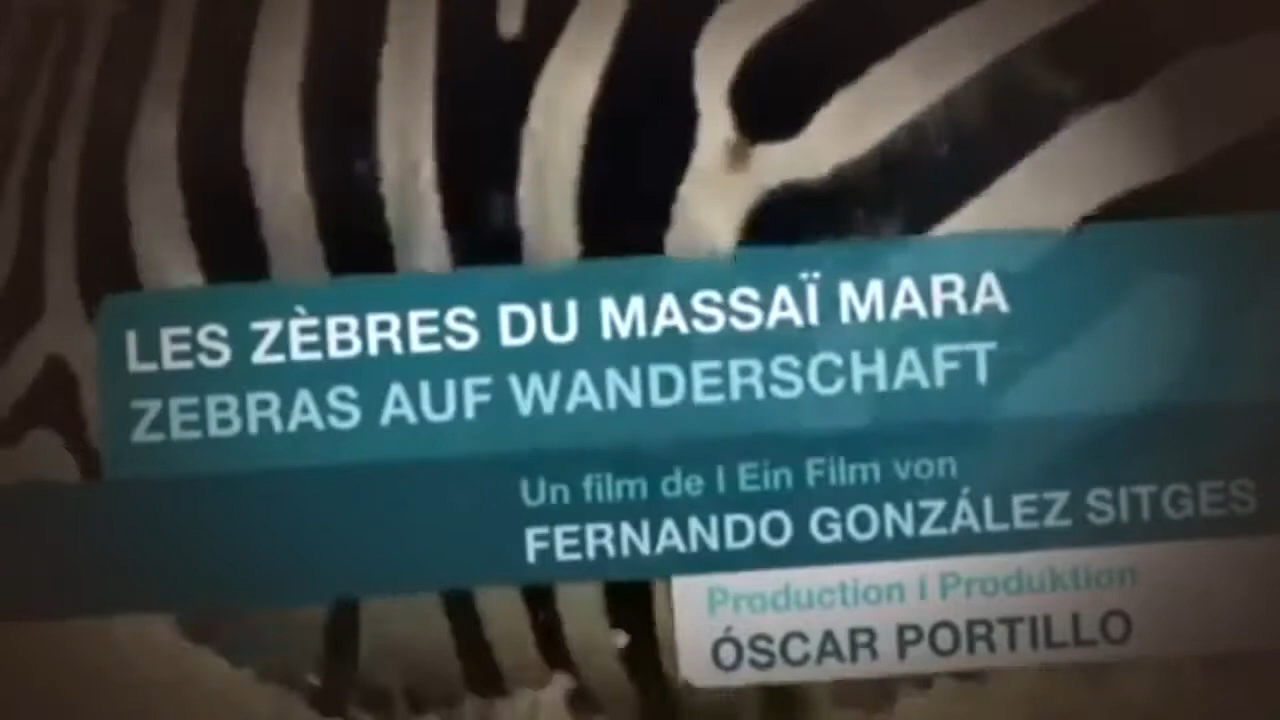 LES ZÈBRES DU MASSAÏ MARA
ZEBRAS AUF WANDERSCHAFT
Un film de | Ein Film von
FERNANDO GONZÁLEZ SITGES
Production | Produktion
ÓSCAR PORTILLO